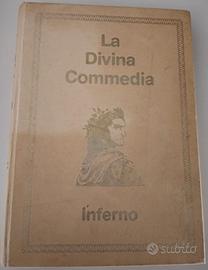 La
Divina
Commedia
Inferno
subito